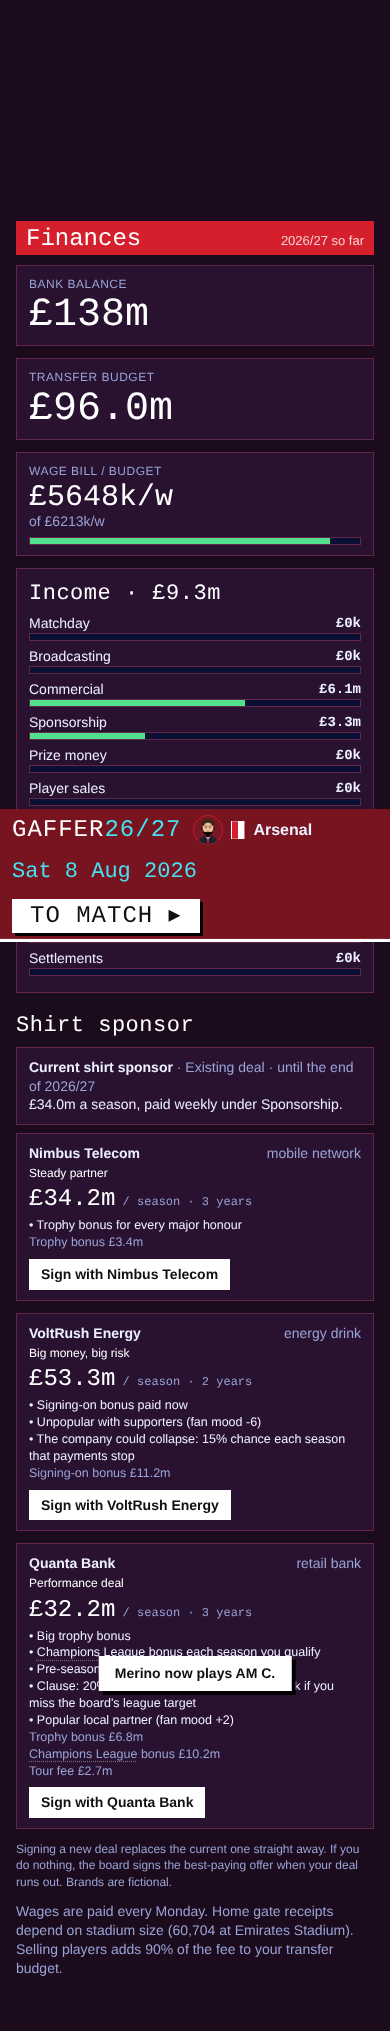 Finances
2026/27 so far
BANK BALANCE
£138m
TRANSFER BUDGET
£96.0m
WAGE BILL / BUDGET
£5648k/w
of £6213k/w
Income · £9.3m
Matchday £0k
Broadcasting £0k
Commercial £6.1m
Sponsorship £3.3m
Prize money £0k
Player sales £0k
GAFFER26/27 Arsenal
Sat 8 Aug 2026
TO MATCH ►
Settlements £0k
Shirt sponsor
Current shirt sponsor · Existing deal · until the end
of 2026/27
£34.0m a season, paid weekly under Sponsorship.
Nimbus Telecom mobile network
Steady partner
£34.2m / season · 3 years
• Trophy bonus for every major honour
Trophy bonus £3.4m
Sign with Nimbus Telecom
VoltRush Energy energy drink
Big money, big risk
£53.3m / season · 2 years
• Signing-on bonus paid now
• Unpopular with supporters (fan mood -6)
• The company could collapse: 15% chance each season
that payments stop
Signing-on bonus £11.2m
Sign with VoltRush Energy
Quanta Bank retail bank
Performance deal
£32.2m / season · 3 years
• Big trophy bonus
• Champions League bonus each season you qualify
• Pre-season
Merino now plays AM C.
• Clause: 20% if you
miss the board's league target
• Popular local partner (fan mood +2)
Trophy bonus £6.8m
Champions League bonus £10.2m
Tour fee £2.7m
Sign with Quanta Bank
Signing a new deal replaces the current one straight away. If you
do nothing, the board signs the best-paying offer when your deal
runs out. Brands are fictional.
Wages are paid every Monday. Home gate receipts
depend on stadium size (60,704 at Emirates Stadium).
Selling players adds 90% of the fee to your transfer
budget.